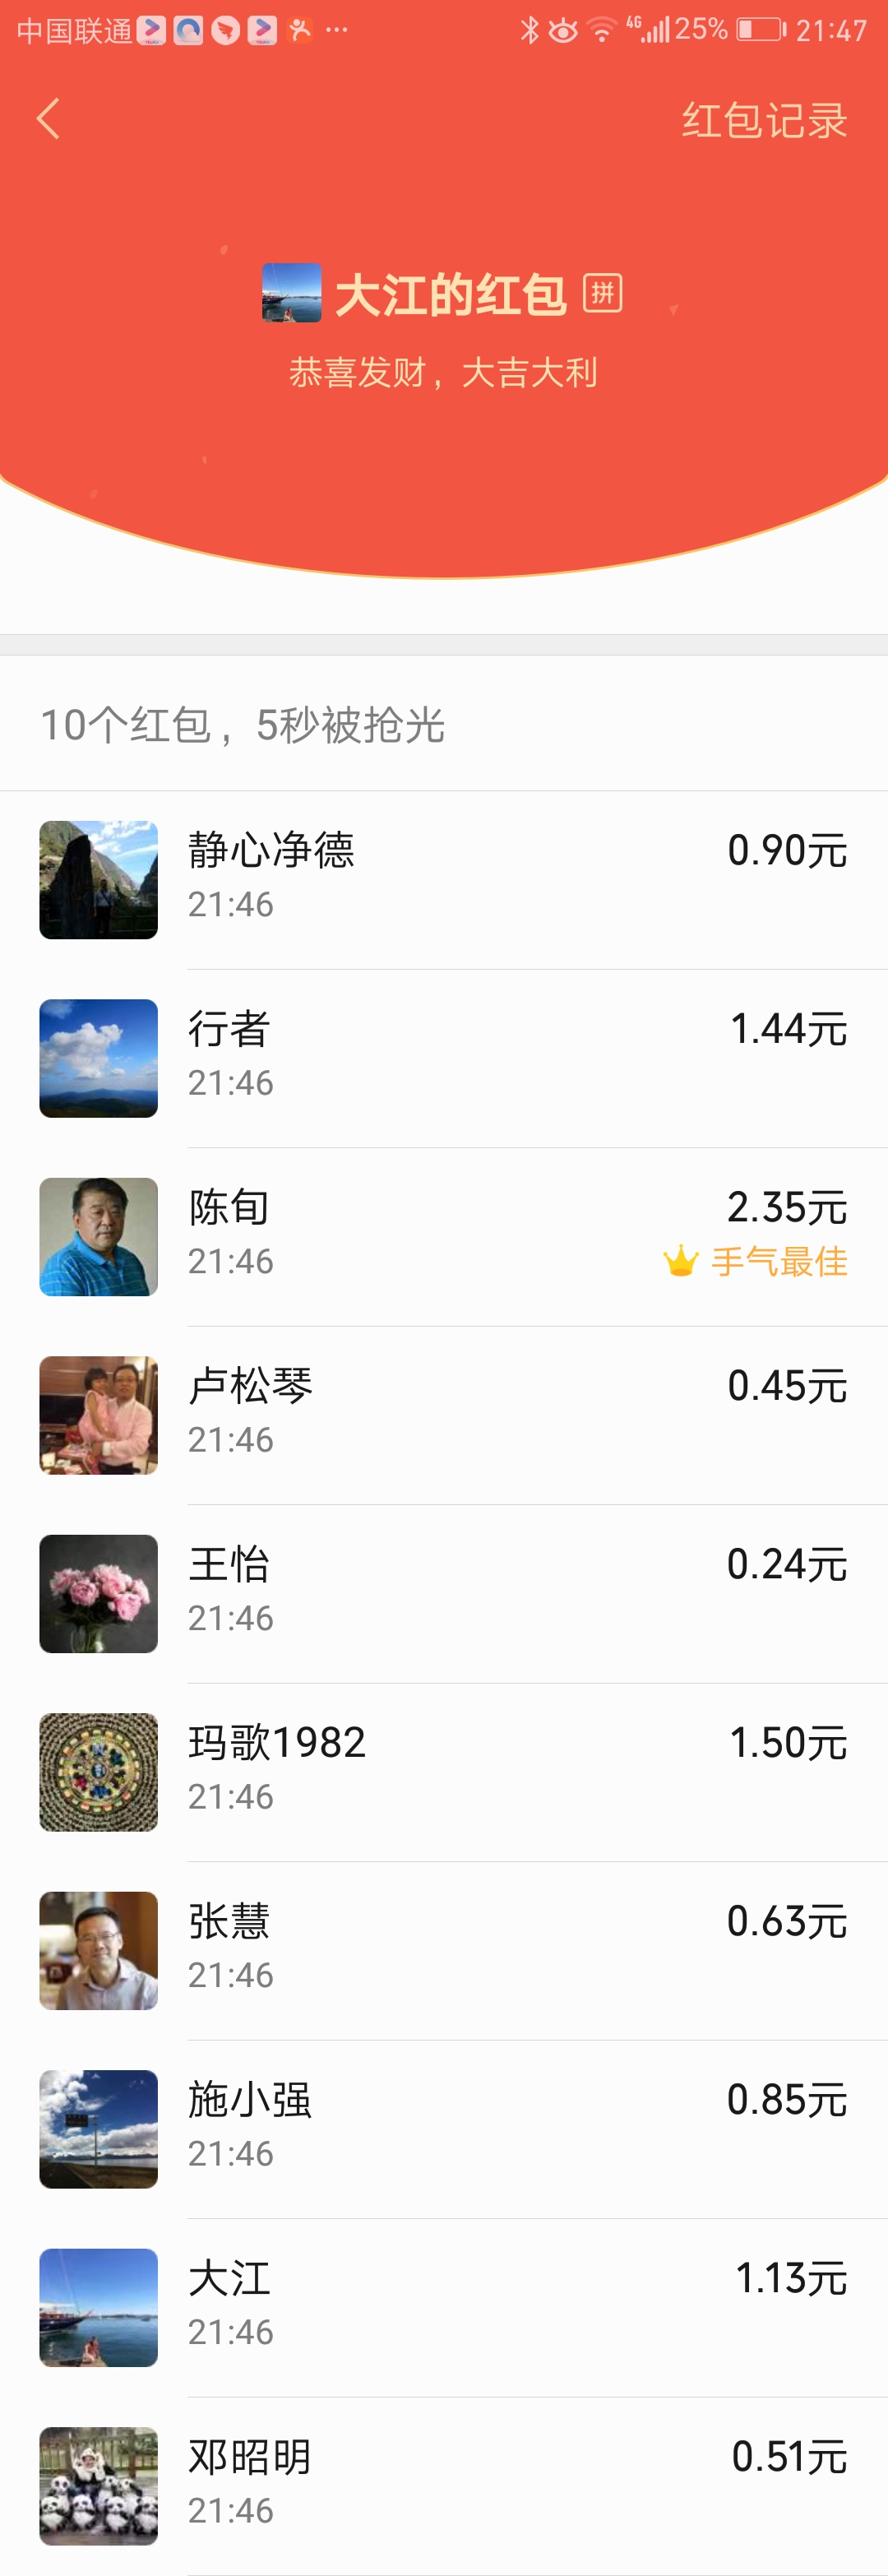 中国联通 ··· 4G 25% 21:47
红包记录
大江的红包 拼
恭喜发财，大吉大利
10个红包，5秒被抢光
静心净德 0.90元
21:46
行者 1.44元
21:46
陈旬 2.35元
21:46 手气最佳
卢松琴 0.45元
21:46
王怡 0.24元
21:46
玛歌1982 1.50元
21:46
张慧 0.63元
21:46
施小强 0.85元
21:46
大江 1.13元
21:46
邓昭明 0.51元
21:46